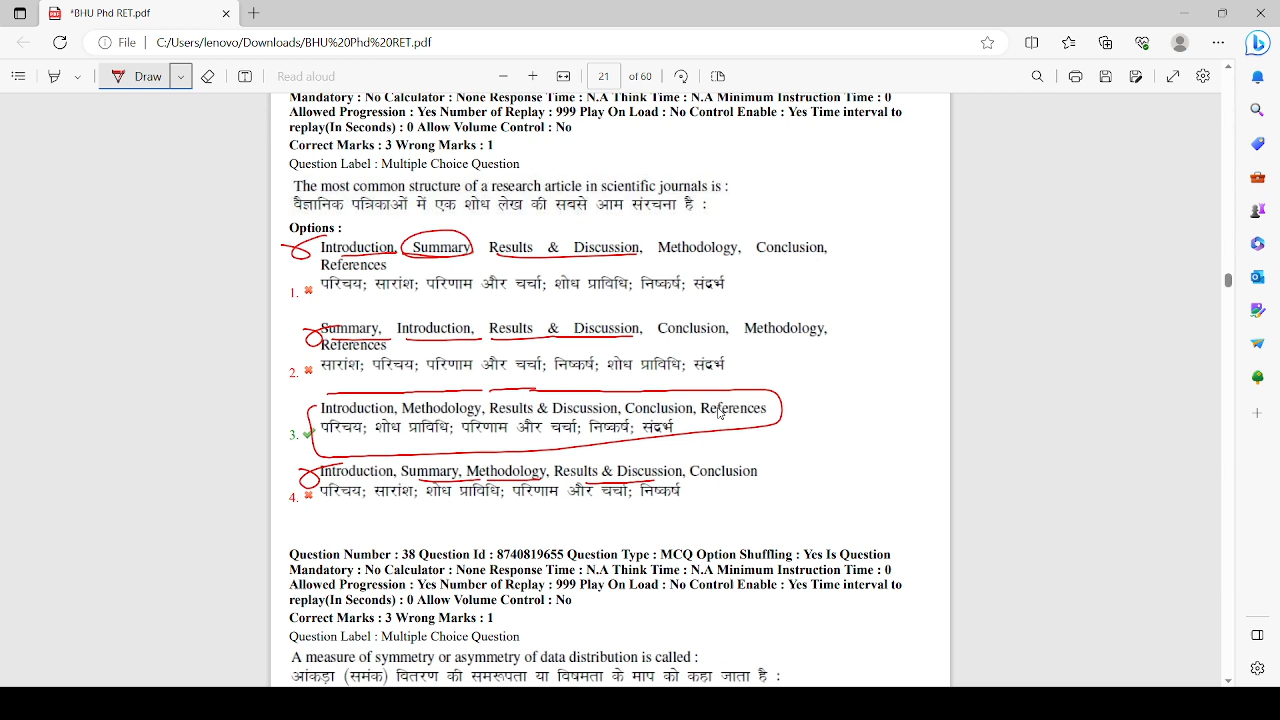 *BHU Phd RET.pdf
File C:/Users/lenovo/Downloads/BHU%20Phd%20RET.pdf
Draw Read aloud 21 of 60
Mandatory : No Calculator : None Response Time : N.A Think Time : N.A Minimum Instruction Time : 0
Allowed Progression : Yes Number of Replay : 999 Play On Load : No Control Enable : Yes Time interval to
replay(In Seconds) : 0 Allow Volume Control : No
Correct Marks : 3 Wrong Marks : 1
Question Label : Multiple Choice Question
The most common structure of a research article in scientific journals is :
वैज्ञानिक पत्रिकाओं में एक शोध लेख की सबसे आम संरचना है :
Options :
Introduction, Summary Results & Discussion, Methodology, Conclusion,
References
परिचय; सारांश; परिणाम और चर्चा; शोध प्राविधि; निष्कर्ष; संदर्भ
1.
Summary, Introduction, Results & Discussion, Conclusion, Methodology,
References
सारांश; परिचय; परिणाम और चर्चा; निष्कर्ष; शोध प्राविधि; संदर्भ
2.
Introduction, Methodology, Results & Discussion, Conclusion, References
परिचय; शोध प्राविधि; परिणाम और चर्चा; निष्कर्ष; संदर्भ
3.
Introduction, Summary, Methodology, Results & Discussion, Conclusion
परिचय; सारांश; शोध प्राविधि; परिणाम और चर्चा; निष्कर्ष
4.
Question Number : 38 Question Id : 8740819655 Question Type : MCQ Option Shuffling : Yes Is Question
Mandatory : No Calculator : None Response Time : N.A Think Time : N.A Minimum Instruction Time : 0
Allowed Progression : Yes Number of Replay : 999 Play On Load : No Control Enable : Yes Time interval to
replay(In Seconds) : 0 Allow Volume Control : No
Correct Marks : 3 Wrong Marks : 1
Question Label : Multiple Choice Question
A measure of symmetry or asymmetry of data distribution is called :
आंकड़ा (समंक) वितरण की समरूपता या विषमता के माप को कहा जाता है :